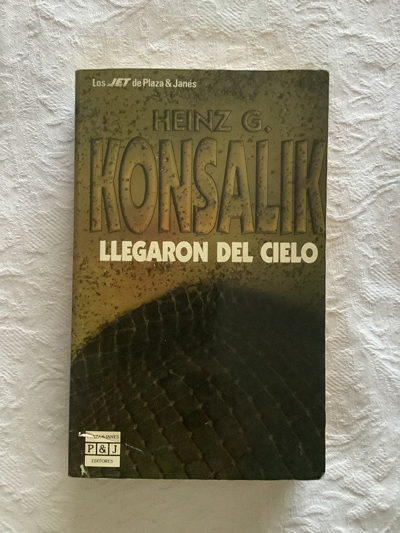 Los JET de Plaza & Janés
HEINZ G.
KONSALIK
LLEGARON DEL CIELO
P & J
EDITORES